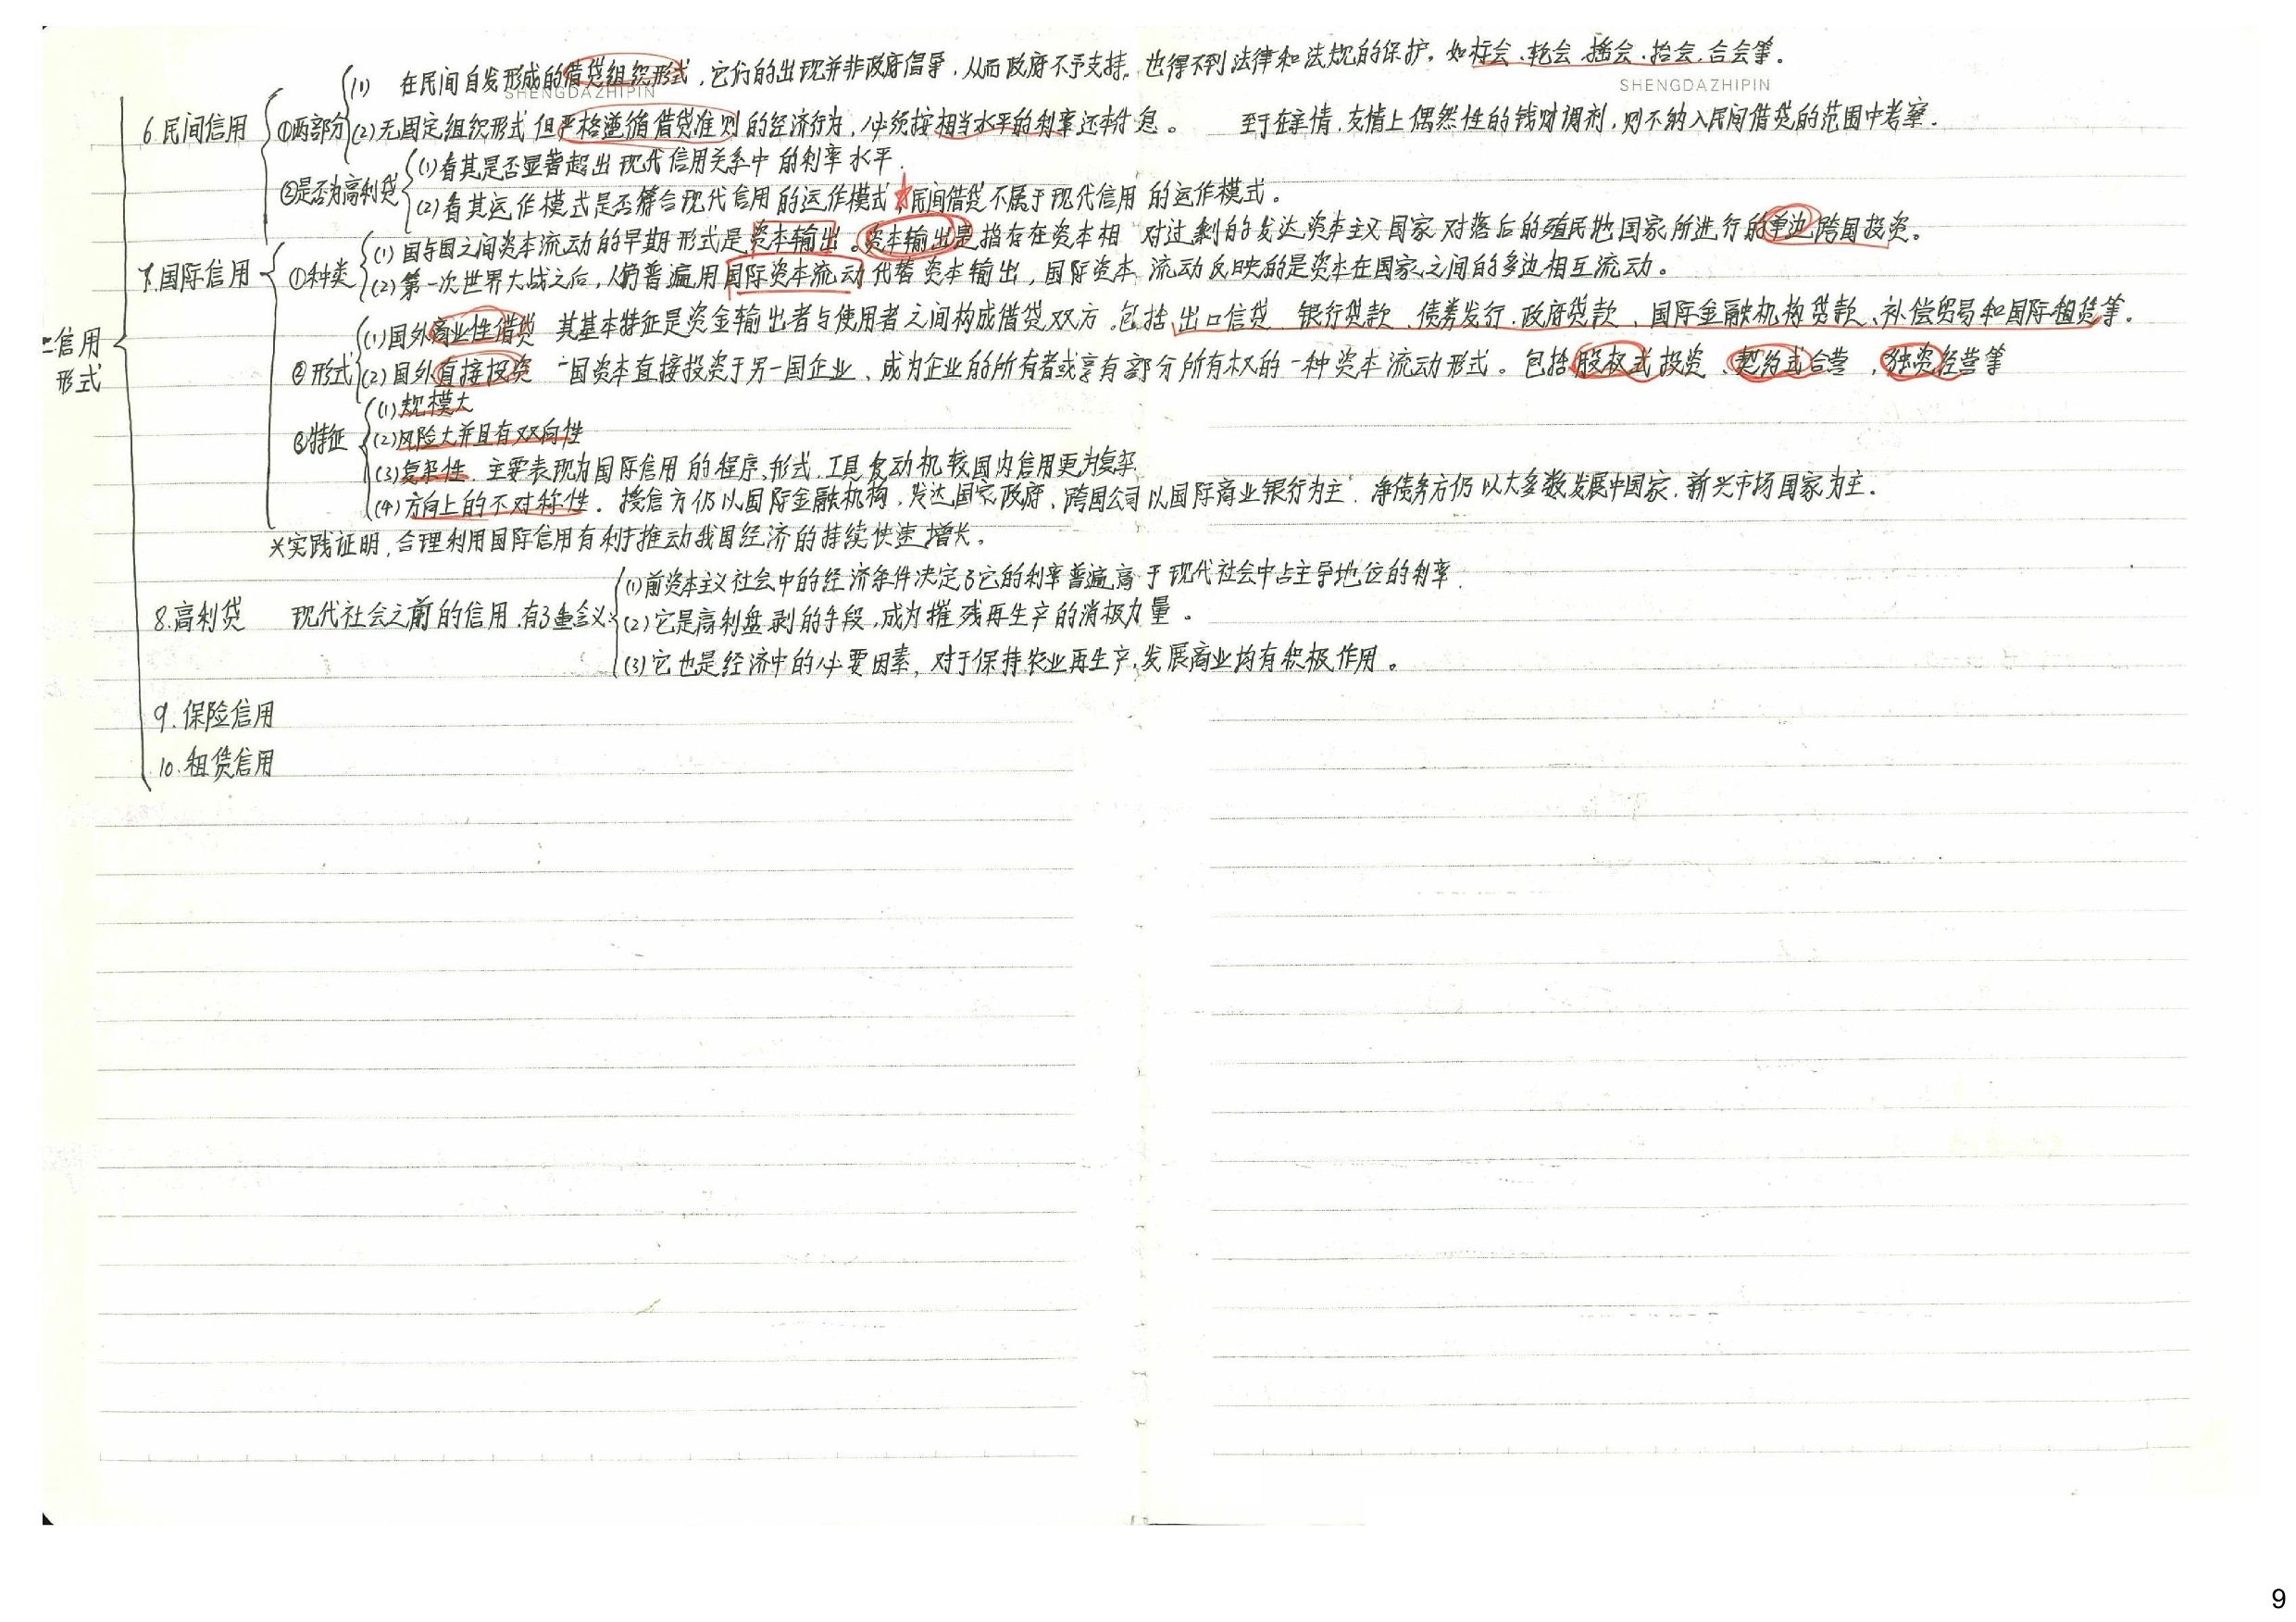 (1) 在民间自发形成的借贷组织形式,它们的出现并非政府倡导,从而政府不予支持,也得不到法律和法规的保护。如标会、轮会、摇会、抬会、合会等。
SHENGDAZHIPIN
SHENGDAZHIPIN
6.民间信用 ①两部分 (2)无固定组织形式但严格遵循借贷准则的经济行为,必须按相当水平的利率还本付息。 至于在亲情、友情上偶然性的钱财调剂,则不纳入民间借贷的范围中考察.
(1)看其是否显著超出现代信用关系中的利率水平.
②是否为高利贷
(2)看其运作模式是否符合现代信用的运作模式,民间借贷不属于现代信用的运作模式。
(1)国与国之间资本流动的早期形式是资本输出。资本输出是指存在资本相对过剩的发达资本主义国家对落后的殖民地国家所进行的单边跨国投资。
7.国际信用 ①种类
(2)第一次世界大战之后,人们普遍用国际资本流动代替资本输出,国际资本流动反映的是资本在国家之间的多边相互流动。
(1)国外商业性借贷 其基本特征是资金输出者与使用者之间构成借贷双方.包括出口信贷、银行贷款、债券发行、政府贷款、国际金融机构贷款、补偿贸易和国际租赁等.
二信用形式
②形式 (2)国外直接投资 一国资本直接投资于另一国企业、成为企业的所有者或享有部分所有权的一种资本流动形式。包括股权式投资、契约式合营,独资经营等
(1)规模大
③特征 (2)风险大并且有双向性
(3)复杂性.主要表现为国际信用的程序、形式、工具及动机较国内信用更为复杂.
(4)方向上的不对称性.授信方仍以国际金融机构、发达国家政府、跨国公司以国际商业银行为主.净债务方仍以大多数发展中国家、新兴市场国家为主.
※实践证明,合理利用国际信用有利于推动我国经济的持续快速增长。
(1)前资本主义社会中的经济条件决定了它的利率普遍高于现代社会中占主导地位的利率.
8.高利贷 现代社会之前的信用.有3重含义: (2)它是高利盘剥的手段,成为摧残再生产的消极力量。
(3)它也是经济中的必要因素,对于保持农业再生产,发展商业均有积极作用。
9.保险信用
10.租赁信用
9